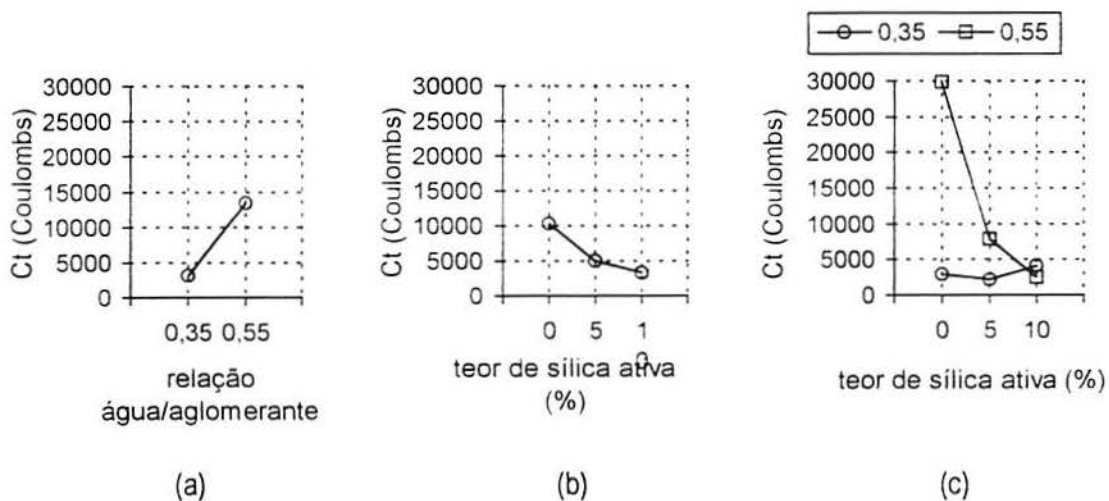 0,35 0,55
Ct (Coulombs)
30000
25000
20000
15000
10000
5000
0
0,35 0,55
relação
água/aglomerante
(a)
Ct (Coulombs)
30000
25000
20000
15000
10000
5000
0
0 5 1
0
teor de sílica ativa
(%)
(b)
Ct (Coulombs)
30000
25000
20000
15000
10000
5000
0
0 5 10
teor de sílica ativa (%)
(c)